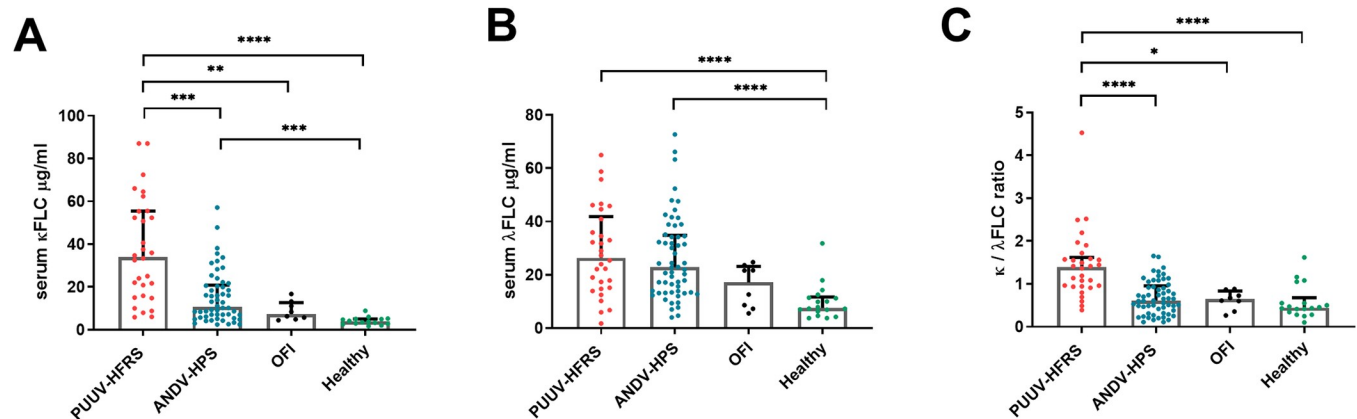 A
****
**
***
***
serum κFLC µg/ml
100
80
60
40
20
0
PUUV-HFRS
ANDV-HPS
OFI
Healthy
B
****
****
serum λFLC µg/ml
80
60
40
20
0
PUUV-HFRS
ANDV-HPS
OFI
Healthy
C
****
*
****
κ / λFLC ratio
5
4
3
2
1
0
PUUV-HFRS
ANDV-HPS
OFI
Healthy